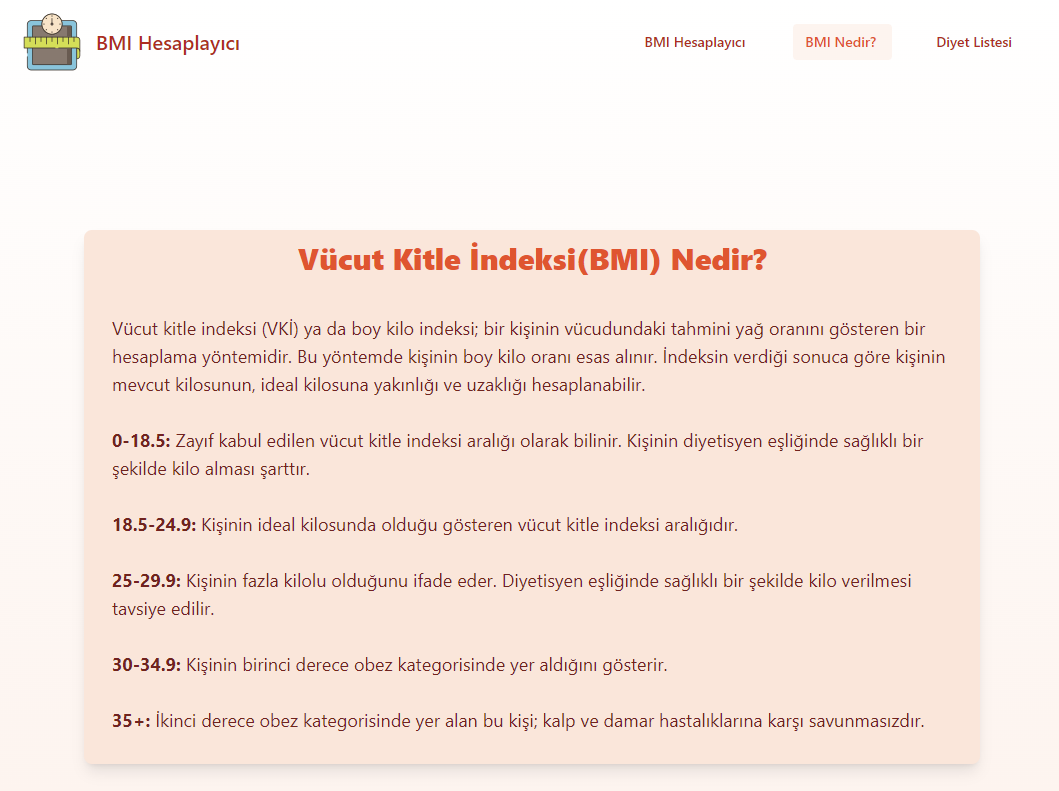 BMI Hesaplayıcı
BMI Hesaplayıcı
BMI Nedir?
Diyet Listesi
Vücut Kitle İndeksi(BMI) Nedir?
Vücut kitle indeksi (VKİ) ya da boy kilo indeksi; bir kişinin vücudundaki tahmini yağ oranını gösteren bir
hesaplama yöntemidir. Bu yöntemde kişinin boy kilo oranı esas alınır. İndeksin verdiği sonuca göre kişinin
mevcut kilosunun, ideal kilosuna yakınlığı ve uzaklığı hesaplanabilir.
0-18.5: Zayıf kabul edilen vücut kitle indeksi aralığı olarak bilinir. Kişinin diyetisyen eşliğinde sağlıklı bir
şekilde kilo alması şarttır.
18.5-24.9: Kişinin ideal kilosunda olduğu gösteren vücut kitle indeksi aralığıdır.
25-29.9: Kişinin fazla kilolu olduğunu ifade eder. Diyetisyen eşliğinde sağlıklı bir şekilde kilo verilmesi
tavsiye edilir.
30-34.9: Kişinin birinci derece obez kategorisinde yer aldığını gösterir.
35+: İkinci derece obez kategorisinde yer alan bu kişi; kalp ve damar hastalıklarına karşı savunmasızdır.